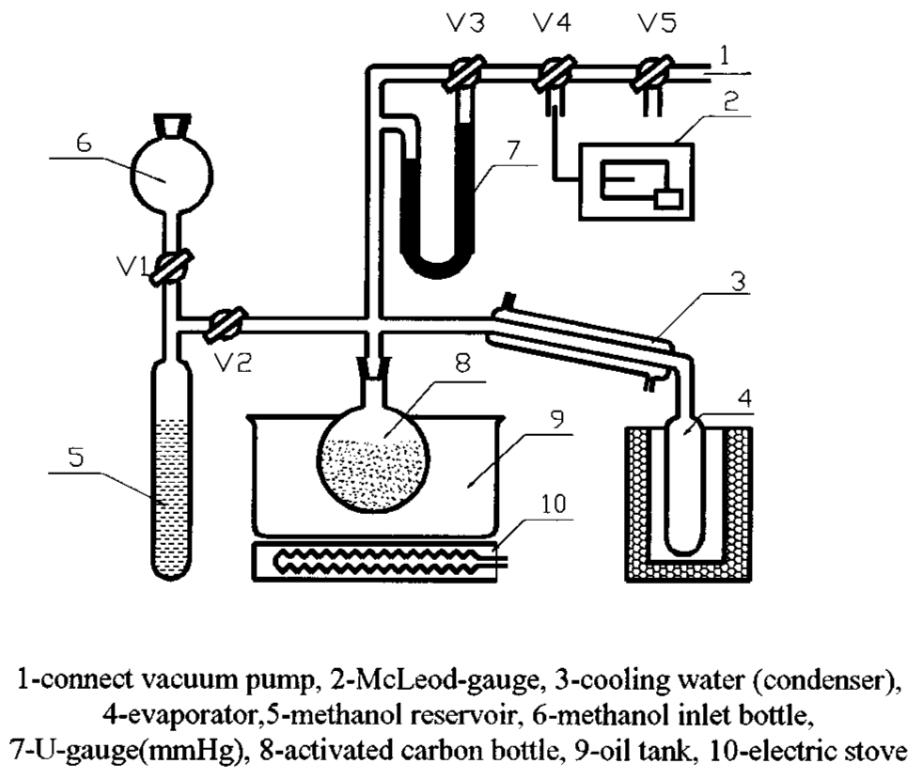 V3 V4 V5
1
2
6
7
V1
3
V2
8
4
9
5
10
1-connect vacuum pump, 2-McLeod-gauge, 3-cooling water (condenser),
4-evaporator,5-methanol reservoir, 6-methanol inlet bottle,
7-U-gauge(mmHg), 8-activated carbon bottle, 9-oil tank, 10-electric stove